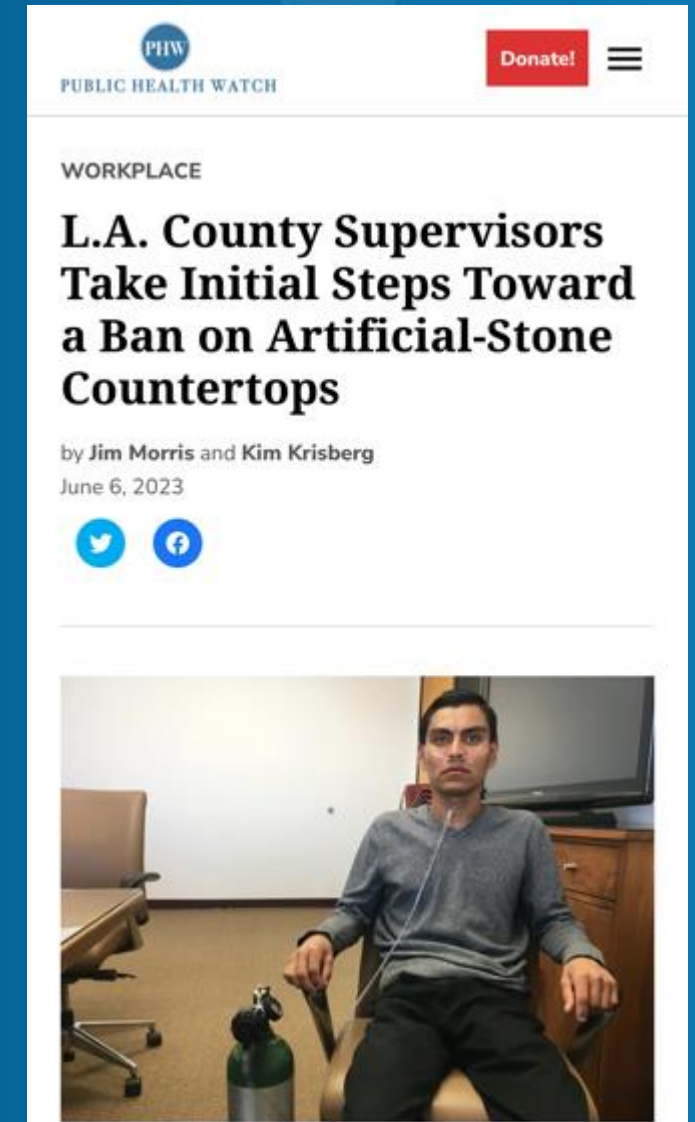 PHW
PUBLIC HEALTH WATCH
Donate!
WORKPLACE
L.A. County Supervisors
Take Initial Steps Toward
a Ban on Artificial-Stone
Countertops
by Jim Morris and Kim Krisberg
June 6, 2023